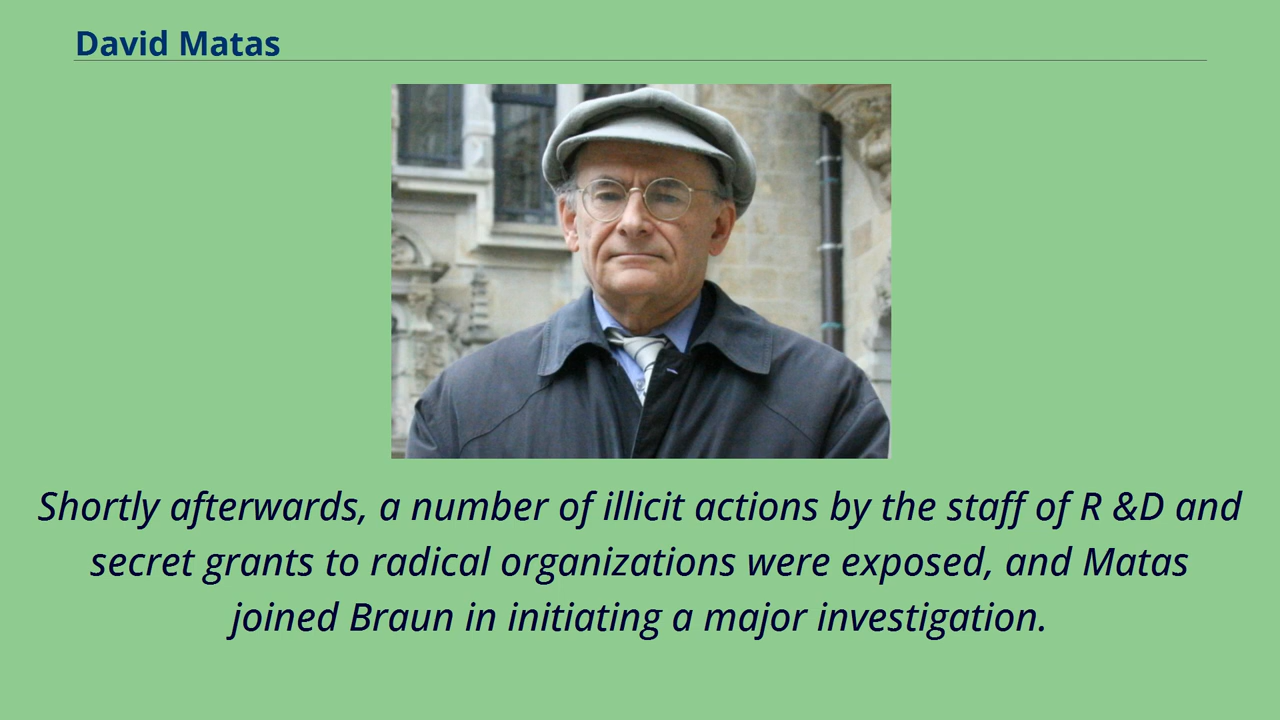 David Matas
Shortly afterwards, a number of illicit actions by the staff of R &D and
secret grants to radical organizations were exposed, and Matas
joined Braun in initiating a major investigation.